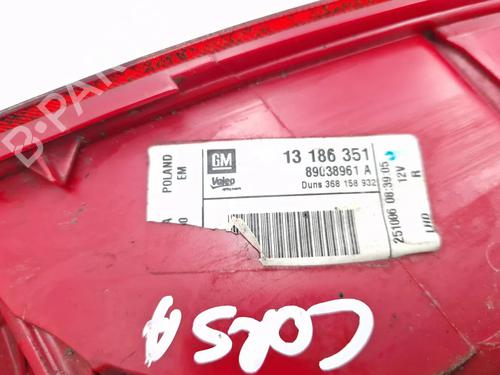 B-PAR
POLAND
EM
GM
Valeo
13 186 351
89038961 A
Duns 368 158 932
251006 08:39:05
12V
R
LHD
CORSA